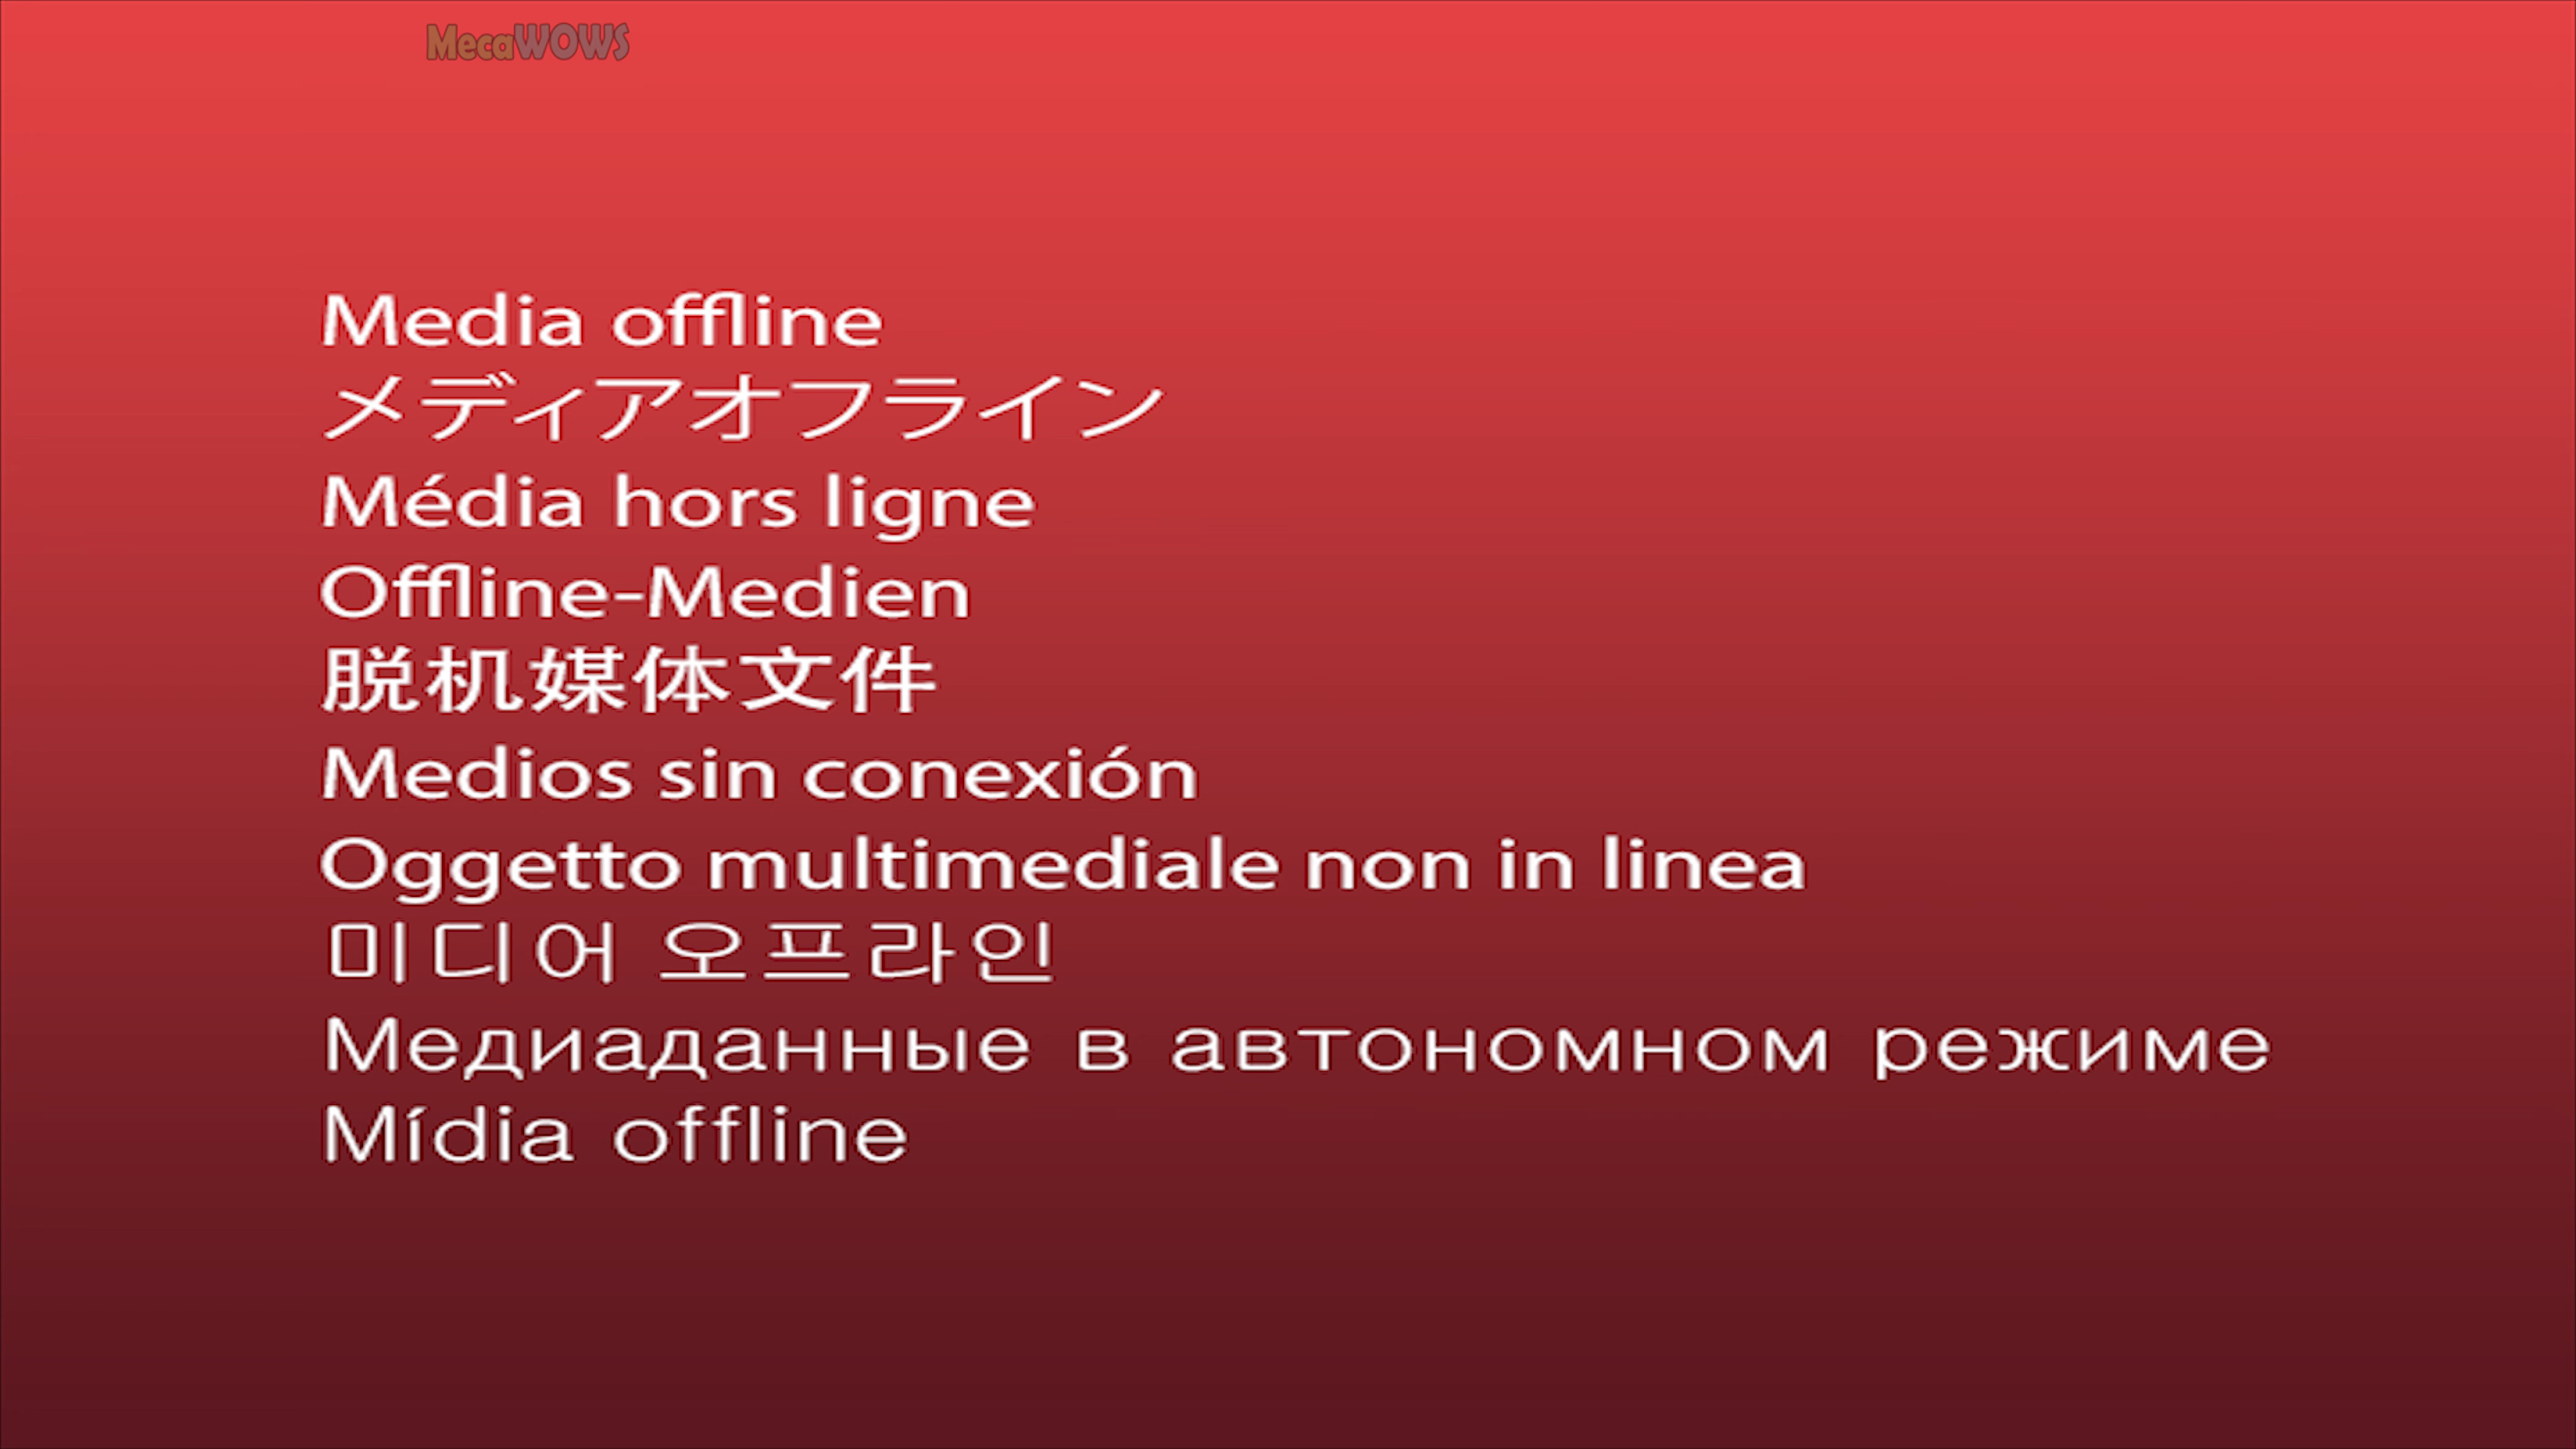 MecaWOWS
Media offline
メディアオフライン
Média hors ligne
Offline-Medien
脱机媒体文件
Medios sin conexión
Oggetto multimediale non in linea
미디어 오프라인
Медиаданные в автономном режиме
Mídia offline